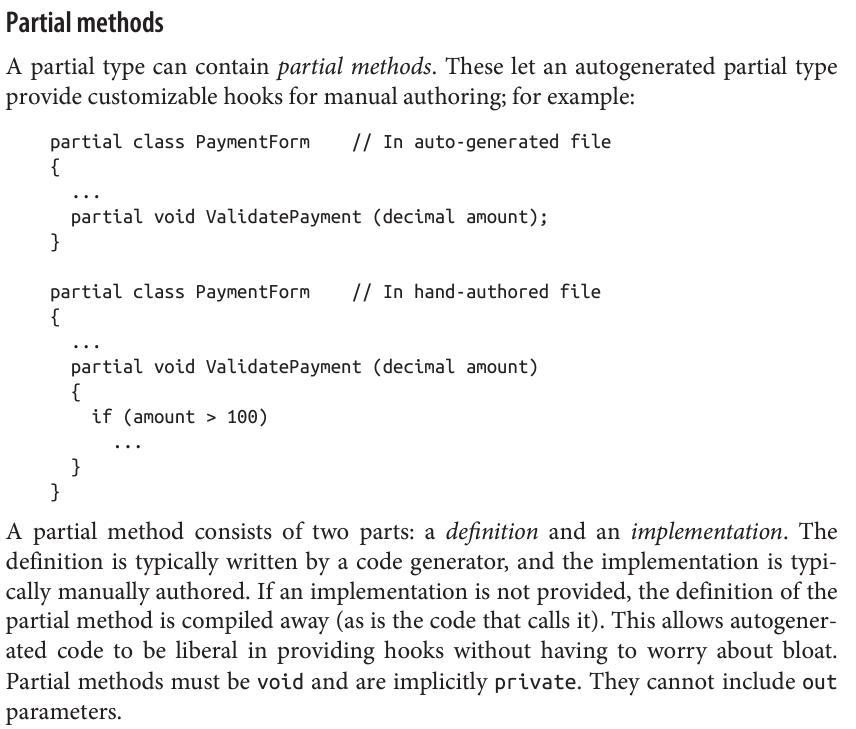 Partial methods
A partial type can contain partial methods. These let an autogenerated partial type
provide customizable hooks for manual authoring; for example:
partial class PaymentForm    // In auto-generated file
{
  ...
  partial void ValidatePayment (decimal amount);
}
partial class PaymentForm    // In hand-authored file
{
  ...
  partial void ValidatePayment (decimal amount)
  {
    if (amount > 100)
      ...
  }
}
A partial method consists of two parts: a definition and an implementation. The
definition is typically written by a code generator, and the implementation is typi-
cally manually authored. If an implementation is not provided, the definition of the
partial method is compiled away (as is the code that calls it). This allows autogener-
ated code to be liberal in providing hooks without having to worry about bloat.
Partial methods must be void and are implicitly private. They cannot include out
parameters.